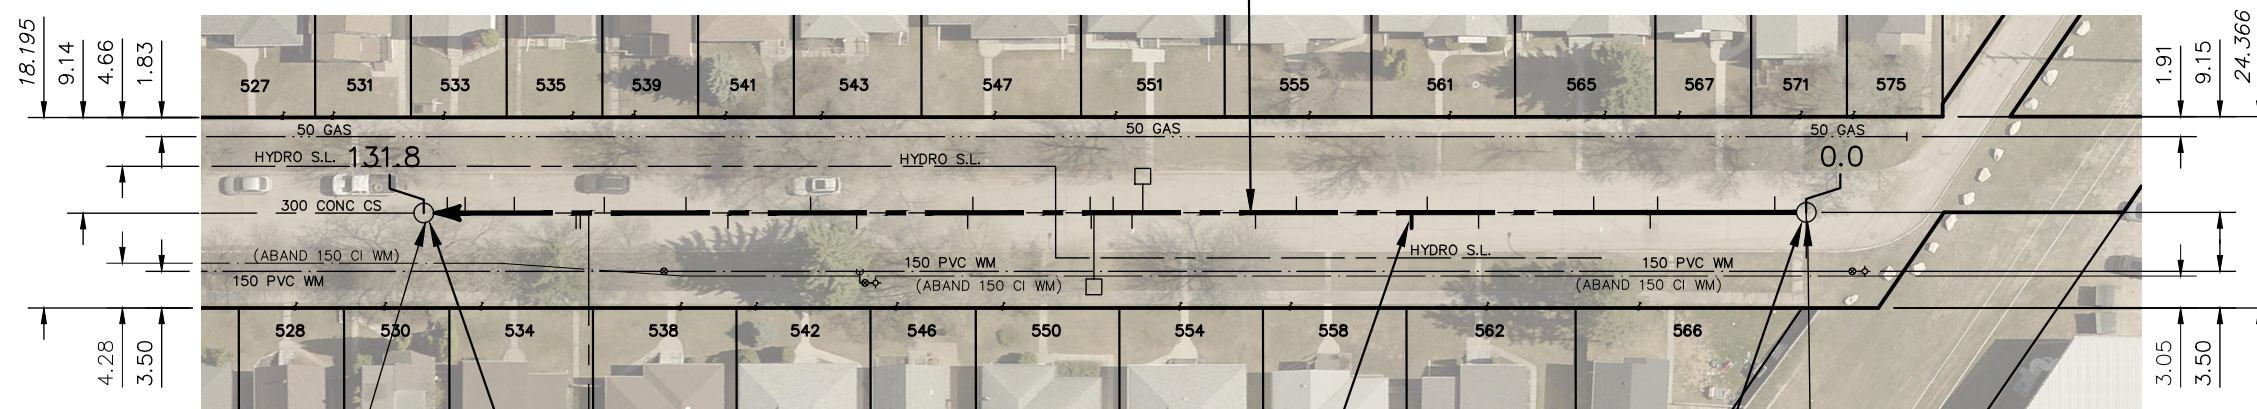 18.195
9.14
4.66
1.83
1.91
9.15
24.366
527 531 533 535 539 541 543 547 551 555 561 565 567 571 575
50 GAS 50 GAS 50 GAS
HYDRO S.L. 131.8 HYDRO S.L. 0.0
300 CONC CS
(ABAND 150 CI WM) HYDRO S.L.
150 PVC WM 150 PVC WM
150 PVC WM (ABAND 150 CI WM) (ABAND 150 CI WM)
528 530 534 538 542 546 550 554 558 562 566
4.28
3.50
3.05
3.50